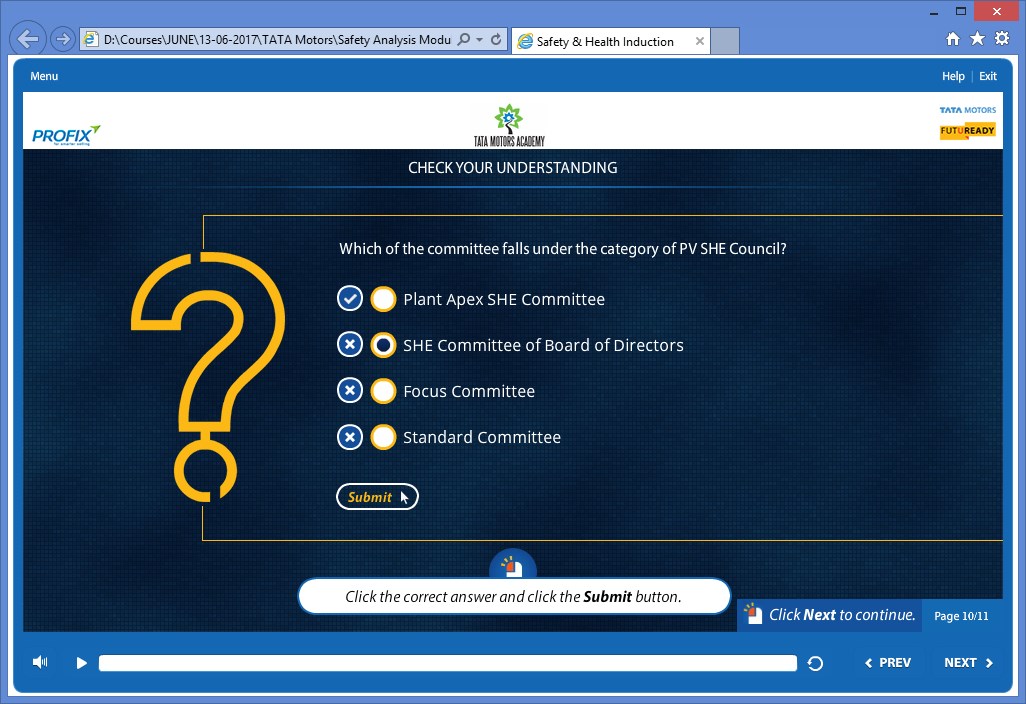 D:\Courses\JUNE\13-06-2017\TATA Motors\Safety Analysis Modu
Safety & Health Induction
Menu
Help | Exit
PROFIX
TATA MOTORS ACADEMY
TATA MOTORS
FUTUREADY
CHECK YOUR UNDERSTANDING
Which of the committee falls under the category of PV SHE Council?
Plant Apex SHE Committee
SHE Committee of Board of Directors
Focus Committee
Standard Committee
Submit
Click the correct answer and click the Submit button.
Click Next to continue.
Page 10/11
PREV
NEXT